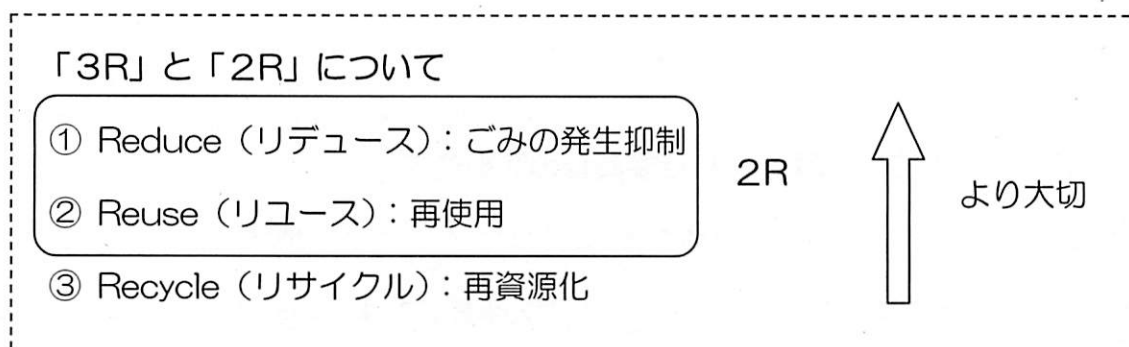 「3R」と「2R」について
① Reduce（リデュース）：ごみの発生抑制
② Reuse（リユース）：再使用
2R
より大切
③ Recycle（リサイクル）：再資源化